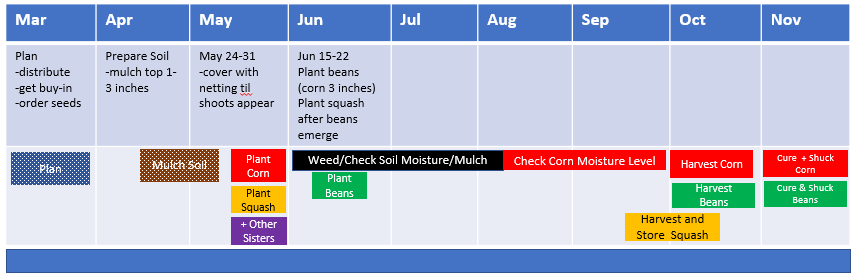 Mar Apr May Jun Jul Aug Sep Oct Nov
Plan
-distribute
-get buy-in
-order seeds
Prepare Soil
-mulch top 1-
3 inches
May 24-31
-cover with
netting til
shoots appear
Jun 15-22
Plant beans
(corn 3 inches)
Plant squash
after beans
emerge
Plan
Mulch Soil
Plant
Corn
Weed/Check Soil Moisture/Mulch
Check Corn Moisture Level
Harvest Corn
Cure + Shuck
Corn
Plant
Squash
Plant
Beans
Harvest
Beans
Cure & Shuck
Beans
+ Other
Sisters
Harvest and
Store Squash